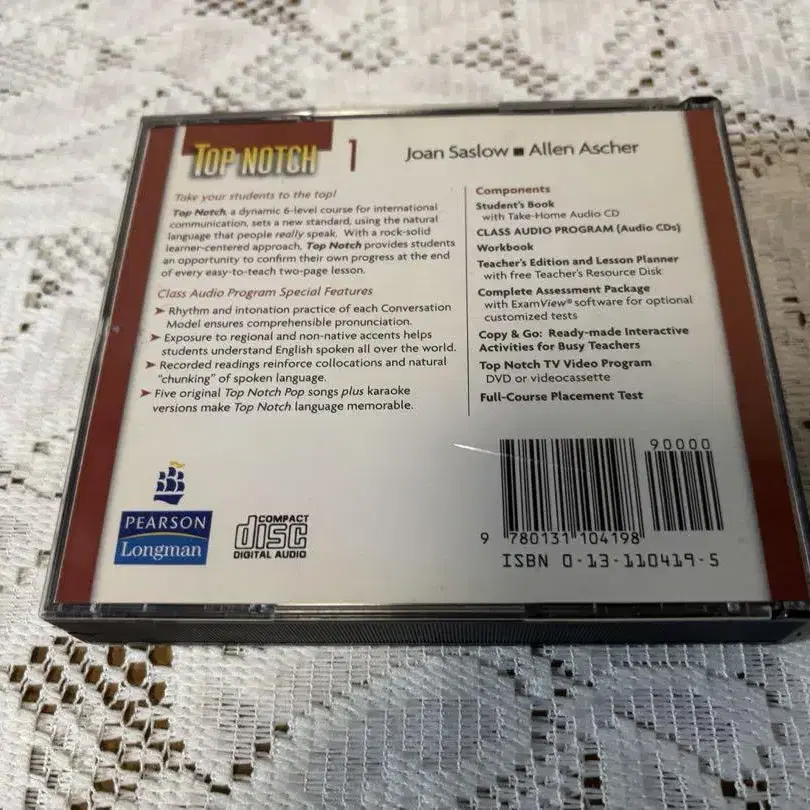 TOP NOTCH 1
Joan Saslow ■ Allen Ascher
Take your students to the top!
Top Notch, a dynamic 6-level course for international
communication, sets a new standard, using the natural
language that people really speak. With a rock-solid
learner-centered approach, Top Notch provides students
an opportunity to confirm their own progress at the end
of every easy-to-teach two-page lesson.
Class Audio Program Special Features
➤ Rhythm and intonation practice of each Conversation
Model ensures comprehensible pronunciation.
➤ Exposure to regional and non-native accents helps
students understand English spoken all over the world.
➤ Recorded readings reinforce collocations and natural
“chunking” of spoken language.
➤ Five original Top Notch Pop songs plus karaoke
versions make Top Notch language memorable.
Components
Student's Book
with Take-Home Audio CD
CLASS AUDIO PROGRAM (Audio CDs)
Workbook
Teacher's Edition and Lesson Planner
with free Teacher's Resource Disk
Complete Assessment Package
with ExamView® software for optional
customized tests
Copy & Go: Ready-made Interactive
Activities for Busy Teachers
Top Notch TV Video Program
DVD or videocassette
Full-Course Placement Test
PEARSON
Longman
COMPACT
disc
DIGITAL AUDIO
90000
9 780131 104198
ISBN 0-13-110419-5